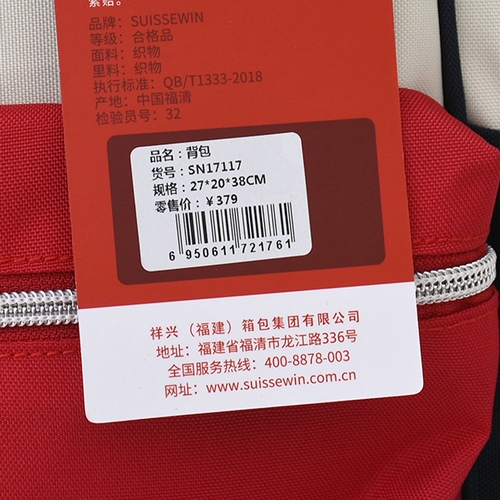 紧贴。
品牌：SUISSEWIN
等级：合格品
面料：织物
里料：织物
执行标准：QB/T1333-2018
产地：中国福清
检验员号：32
品名：背包
货号：SN17117
规格：27*20*38CM
零售价：￥379
6 950611 721761
祥兴（福建）箱包集团有限公司
地址：福建省福清市龙江路336号
全国服务热线：400-8878-003
网址：www.suissewin.com.cn